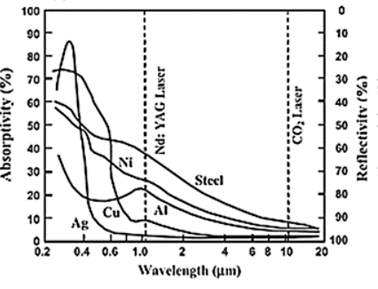 100
90
80
70
60
50
40
30
20
10
0
Absorptivity (%)
0
10
20
30
40
50
60
70
80
90
100
Reflectivity (%)
Nd: YAG Laser
CO₂ Laser
Steel
Ni
Cu
Al
Ag
0.2 0.4 0.6 1.0 2 4 6 8 10 20
Wavelength (μm)